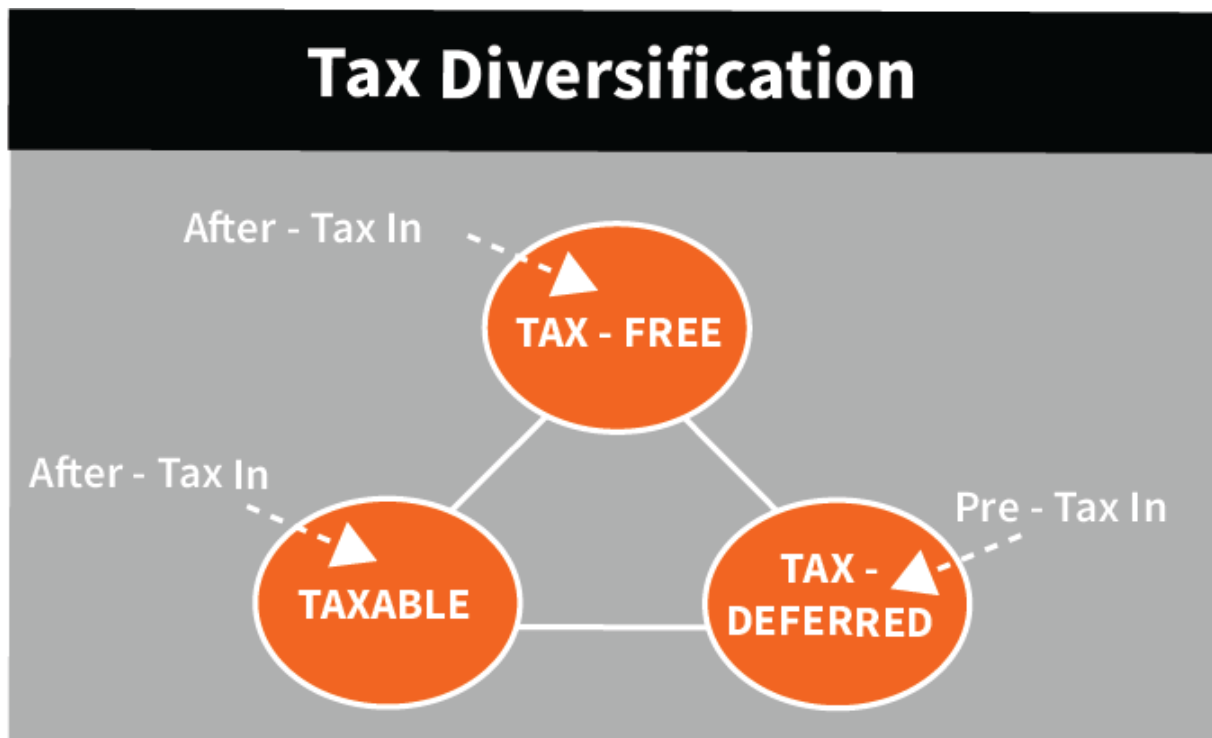 Tax Diversification
After - Tax In
TAX - FREE
After - Tax In
Pre - Tax In
TAXABLE
TAX -
DEFERRED